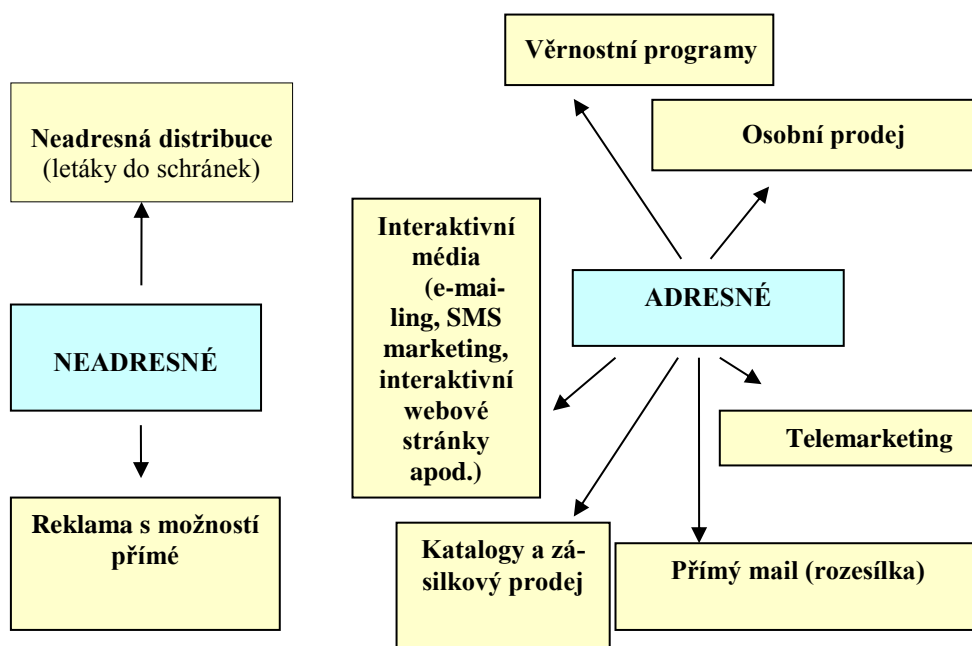 Věrnostní programy
Neadresná distribuce
(letáky do schránek)
Osobní prodej
Interaktivní
média
(e-mai-
ling, SMS
marketing,
interaktivní
webové
stránky
apod.)
ADRESNÉ
NEADRESNÉ
Telemarketing
Reklama s možností
přímé
Katalogy a zá-
silkový prodej
Přímý mail (rozesílka)